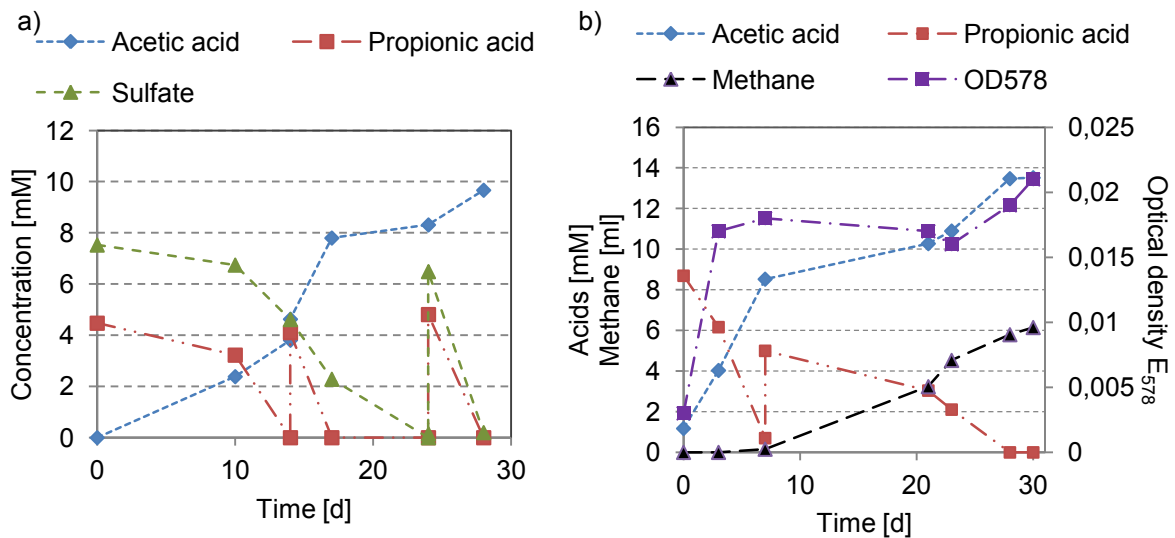 a)
Acetic acid
Propionic acid
Sulfate
12
10
8
6
4
2
0
Concentration [mM]
0
10
20
30
Time [d]
b)
Acetic acid
Propionic acid
Methane
OD578
16
14
12
10
8
6
4
2
0
Acids [mM]
Methane [ml]
0,025
0,02
0,015
0,01
0,005
0
Optical density E578
0
10
20
30
Time [d]